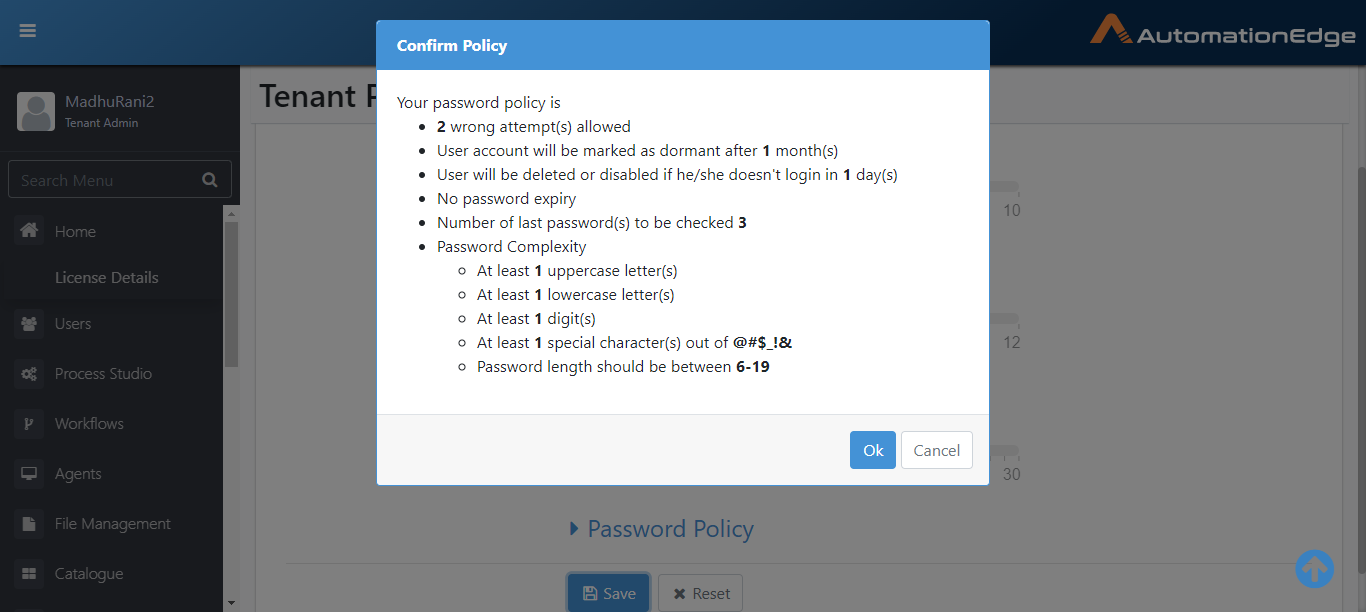 AutomationEdge
MadhuRani2
Tenant Admin
Search Menu
Home
License Details
Users
Process Studio
Workflows
Agents
File Management
Catalogue
Tenant
Confirm Policy
Your password policy is
2 wrong attempt(s) allowed
User account will be marked as dormant after 1 month(s)
User will be deleted or disabled if he/she doesn't login in 1 day(s)
No password expiry
Number of last password(s) to be checked 3
Password Complexity
At least 1 uppercase letter(s)
At least 1 lowercase letter(s)
At least 1 digit(s)
At least 1 special character(s) out of @#$_!&
Password length should be between 6-19
Ok Cancel
10
12
30
Password Policy
Save Reset